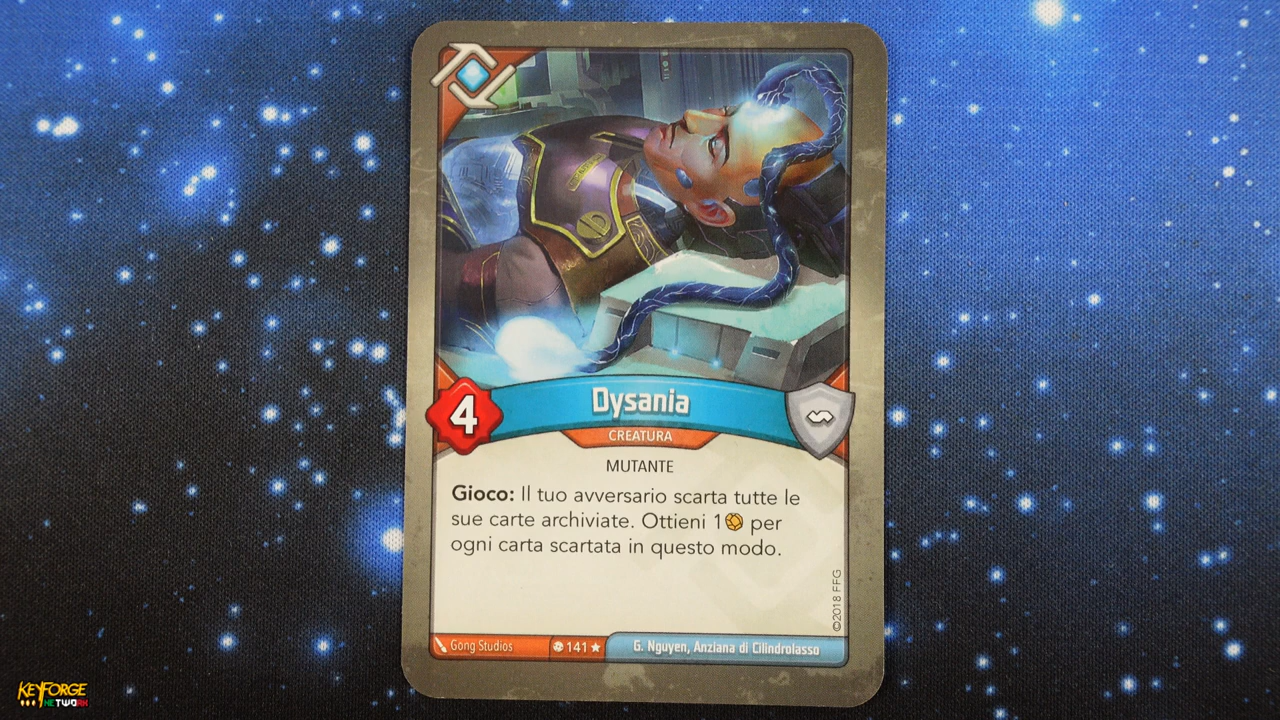 4
Dysania
CREATURA
MUTANTE
Gioco: Il tuo avversario scarta tutte le
sue carte archiviate. Ottieni 1 per
ogni carta scartata in questo modo.
©2018 FFG
Gong Studios
141
G. Nguyen, Anziana di Cilindrolasso
KEYFORGE
NETWORK